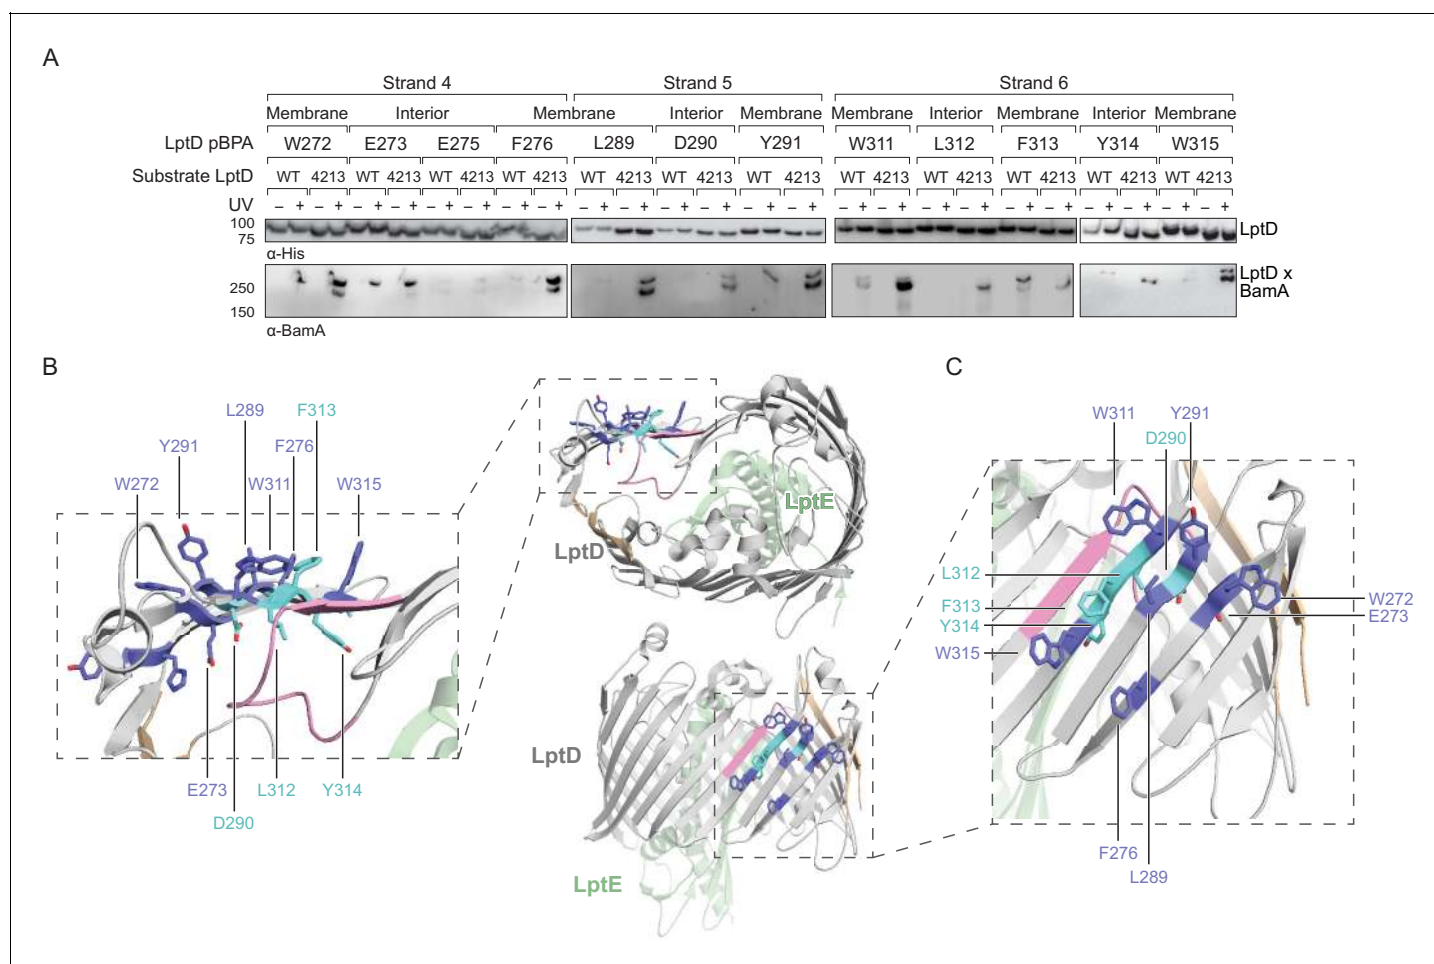 A
Strand 4 Strand 5 Strand 6
Membrane Interior Membrane Interior Membrane Membrane Interior Membrane Interior Membrane
LptD pBPA W272 E273 E275 F276 L289 D290 Y291 W311 L312 F313 Y314 W315
Substrate LptD WT 4213 WT 4213 WT 4213 WT 4213 WT 4213 WT 4213 WT 4213 WT 4213 WT 4213 WT 4213 WT 4213 WT 4213
UV – + – + – + – + – + – + – + – + – + – + – + – + – + – + – + – + – + – + – + – + – + – + – + – +
100
75
LptD
α-His
250
150
LptD x
BamA
α-BamA
B
C
L289 F313
Y291 F276
W272 W311 W315
E273 L312 Y314
D290
LptE
LptD
LptD
LptE
W311 Y291
D290
L312
F313
Y314
W315
W272
E273
F276
L289